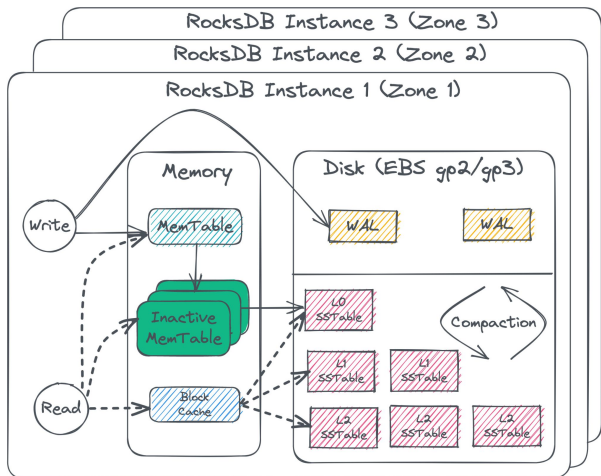 RocksDB Instance 3 (Zone 3)
RocksDB Instance 2 (Zone 2)
RocksDB Instance 1 (Zone 1)
Memory
Disk (EBS gp2/gp3)
Write
MemTable
WAL
WAL
Inactive
MemTable
L0
SSTable
Compaction
L1
SSTable
L1
SSTable
Read
Block
Cache
L2
SSTable
L2
SSTable
L2
SSTable